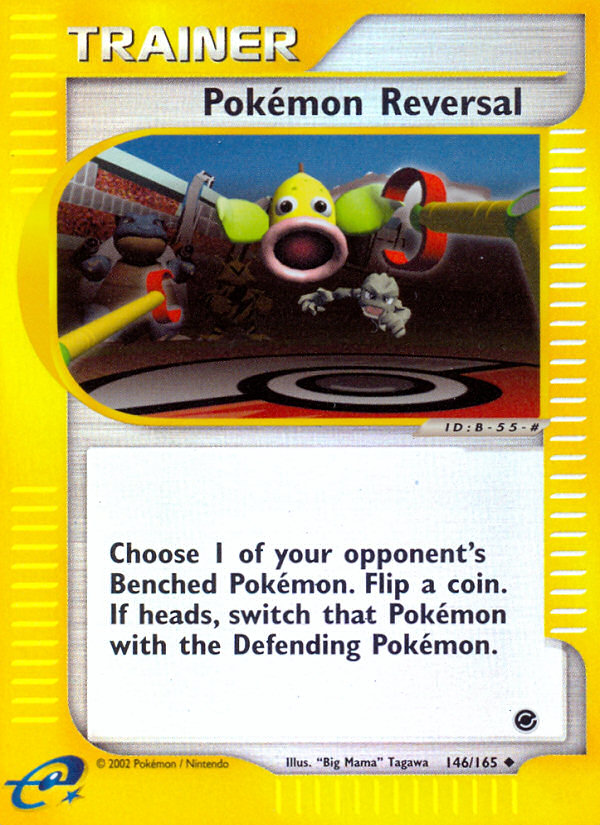 TRAINER
Pokémon Reversal
ID:B-55-#
Choose 1 of your opponent's
Benched Pokémon. Flip a coin.
If heads, switch that Pokémon
with the Defending Pokémon.
© 2002 Pokémon / Nintendo
Illus. "Big Mama" Tagawa 146/165